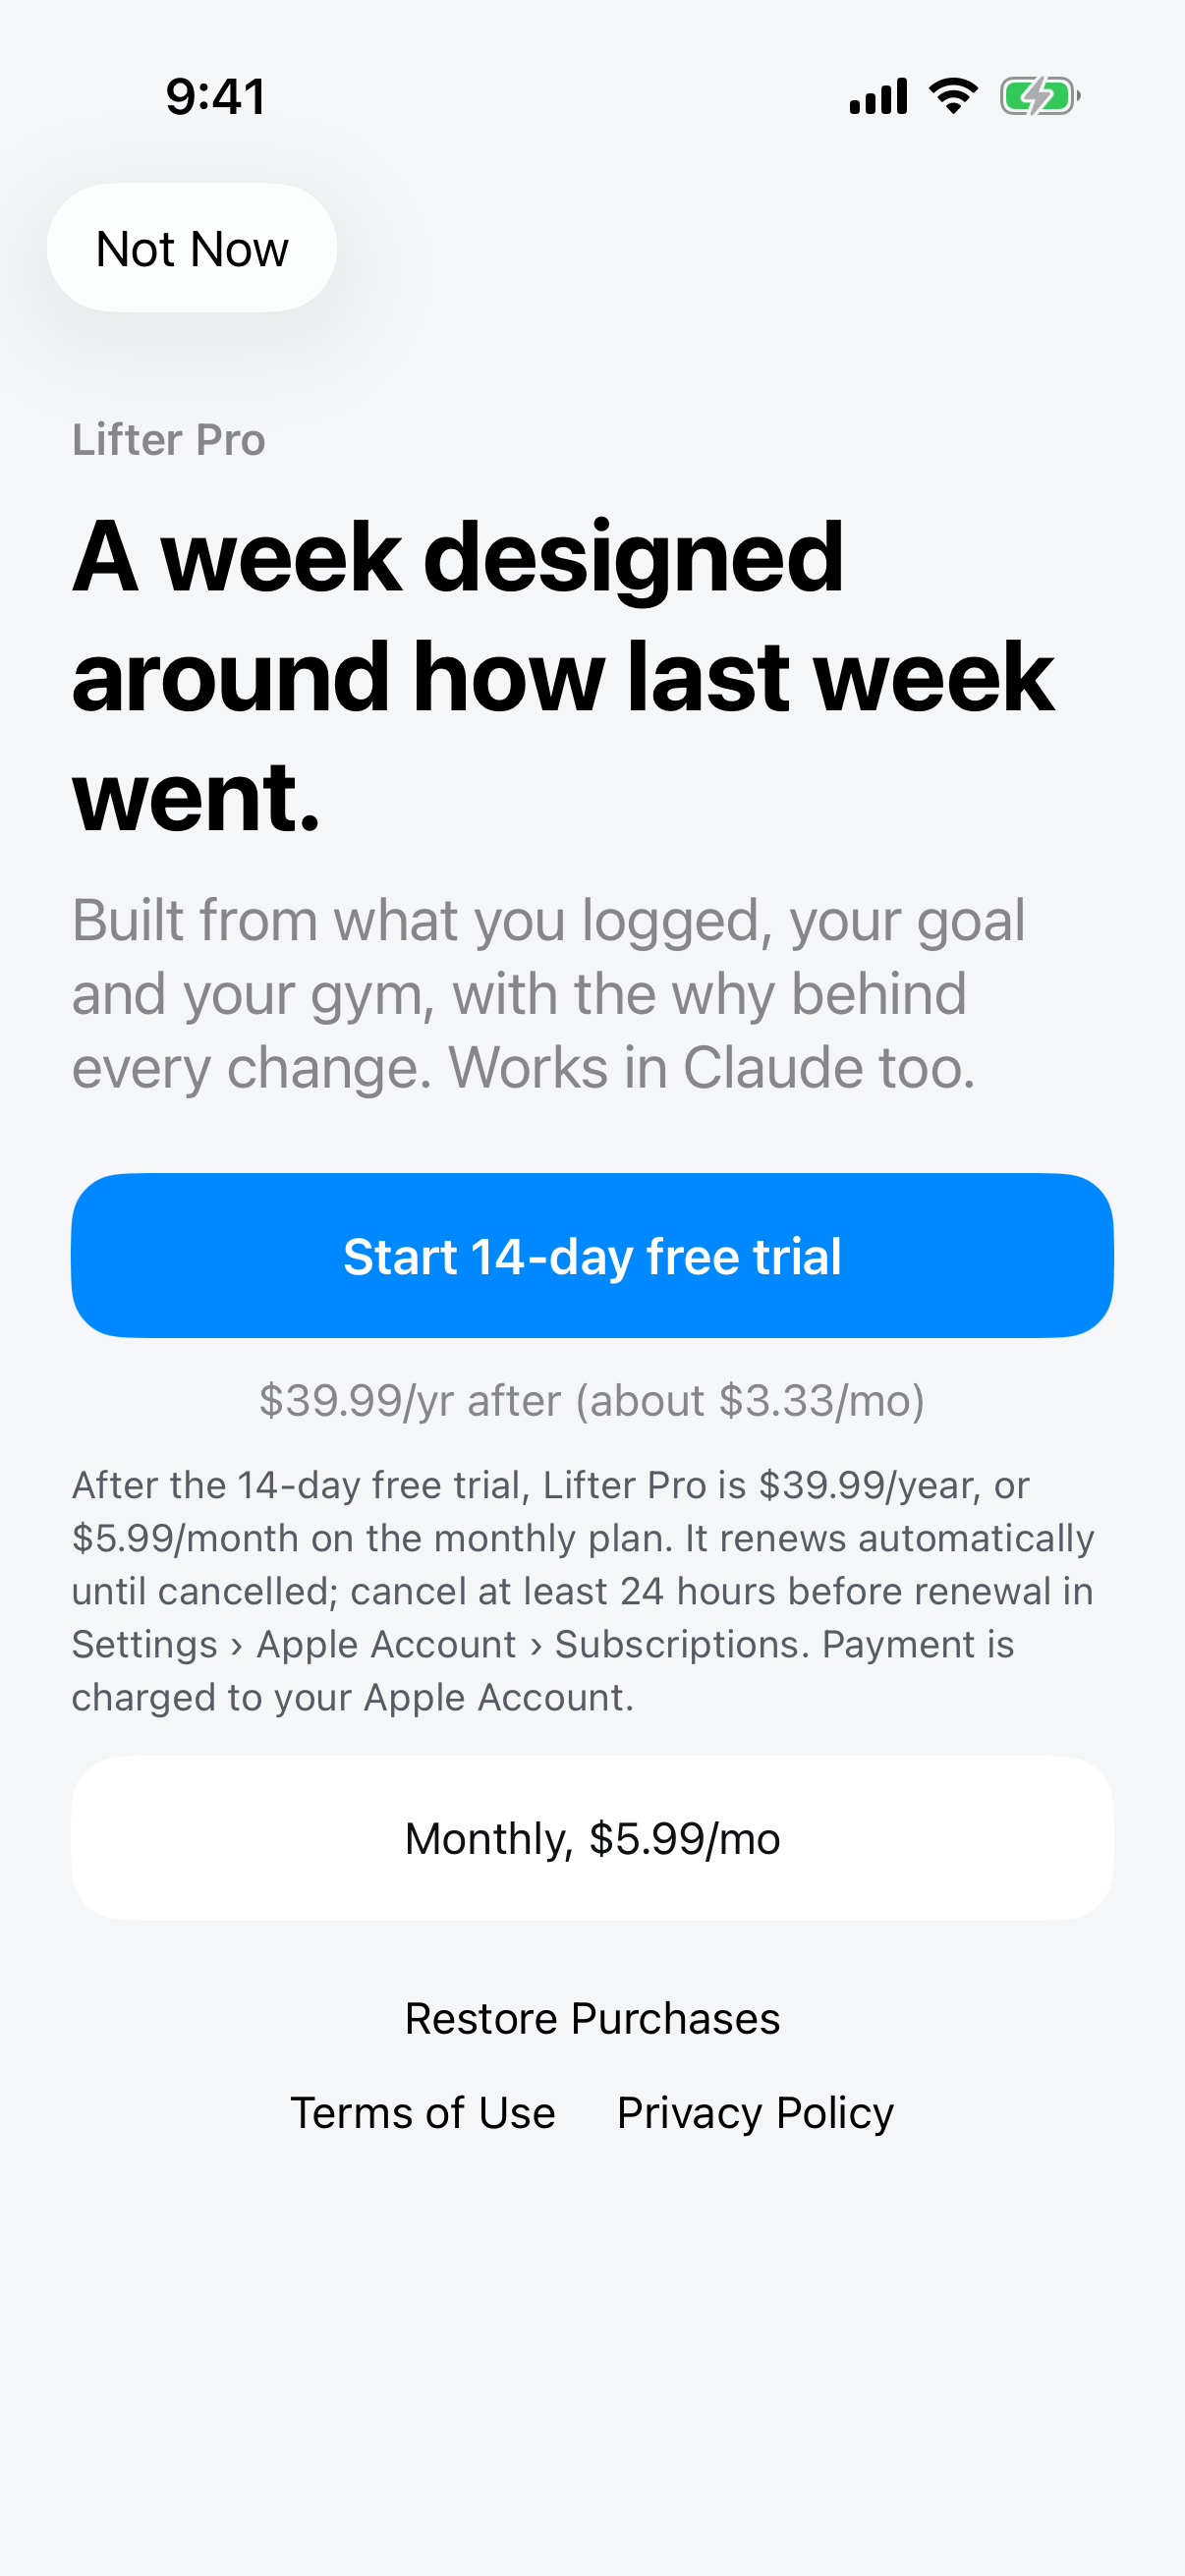 9:41
Not Now
Lifter Pro
A week designed
around how last week
went.
Built from what you logged, your goal
and your gym, with the why behind
every change. Works in Claude too.
Start 14-day free trial
$39.99/yr after (about $3.33/mo)
After the 14-day free trial, Lifter Pro is $39.99/year, or
$5.99/month on the monthly plan. It renews automatically
until cancelled; cancel at least 24 hours before renewal in
Settings › Apple Account › Subscriptions. Payment is
charged to your Apple Account.
Monthly, $5.99/mo
Restore Purchases
Terms of Use Privacy Policy